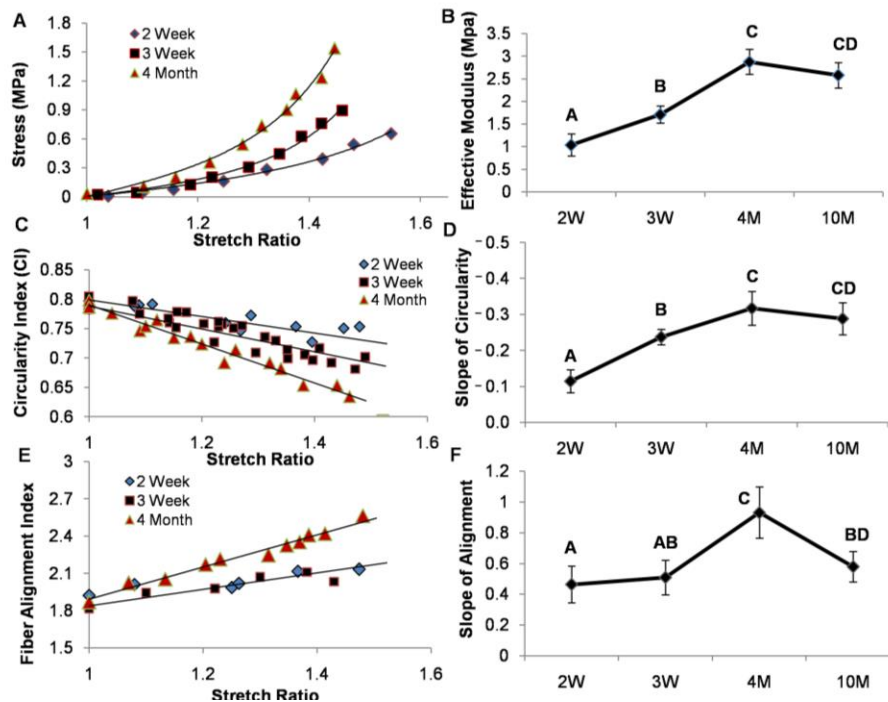 A
2 Week
3 Week
4 Month
Stress (MPa)
1.8
1.5
1.2
0.9
0.6
0.3
0
1
1.2
1.4
1.6
Stretch Ratio
B
Effective Modulus (Mpa)
3.5
3
2.5
2
1.5
1
0.5
0
A
B
C
CD
2W
3W
4M
10M
C
2 Week
3 Week
4 Month
Circularity Index (CI)
0.85
0.8
0.75
0.7
0.65
0.6
1
1.2
1.4
1.6
Stretch Ratio
D
Slope of Circularity
- 0.5
- 0.4
- 0.3
- 0.2
- 0.1
0.0
A
B
C
CD
2W
3W
4M
10M
E
2 Week
3 Week
4 Month
Fiber Alignment Index
3
2.7
2.4
2.1
1.8
1.5
1
1.2
1.4
1.6
Stretch Ratio
F
Slope of Alignment
1.2
1
0.8
0.6
0.4
0.2
0
A
AB
C
BD
2W
3W
4M
10M